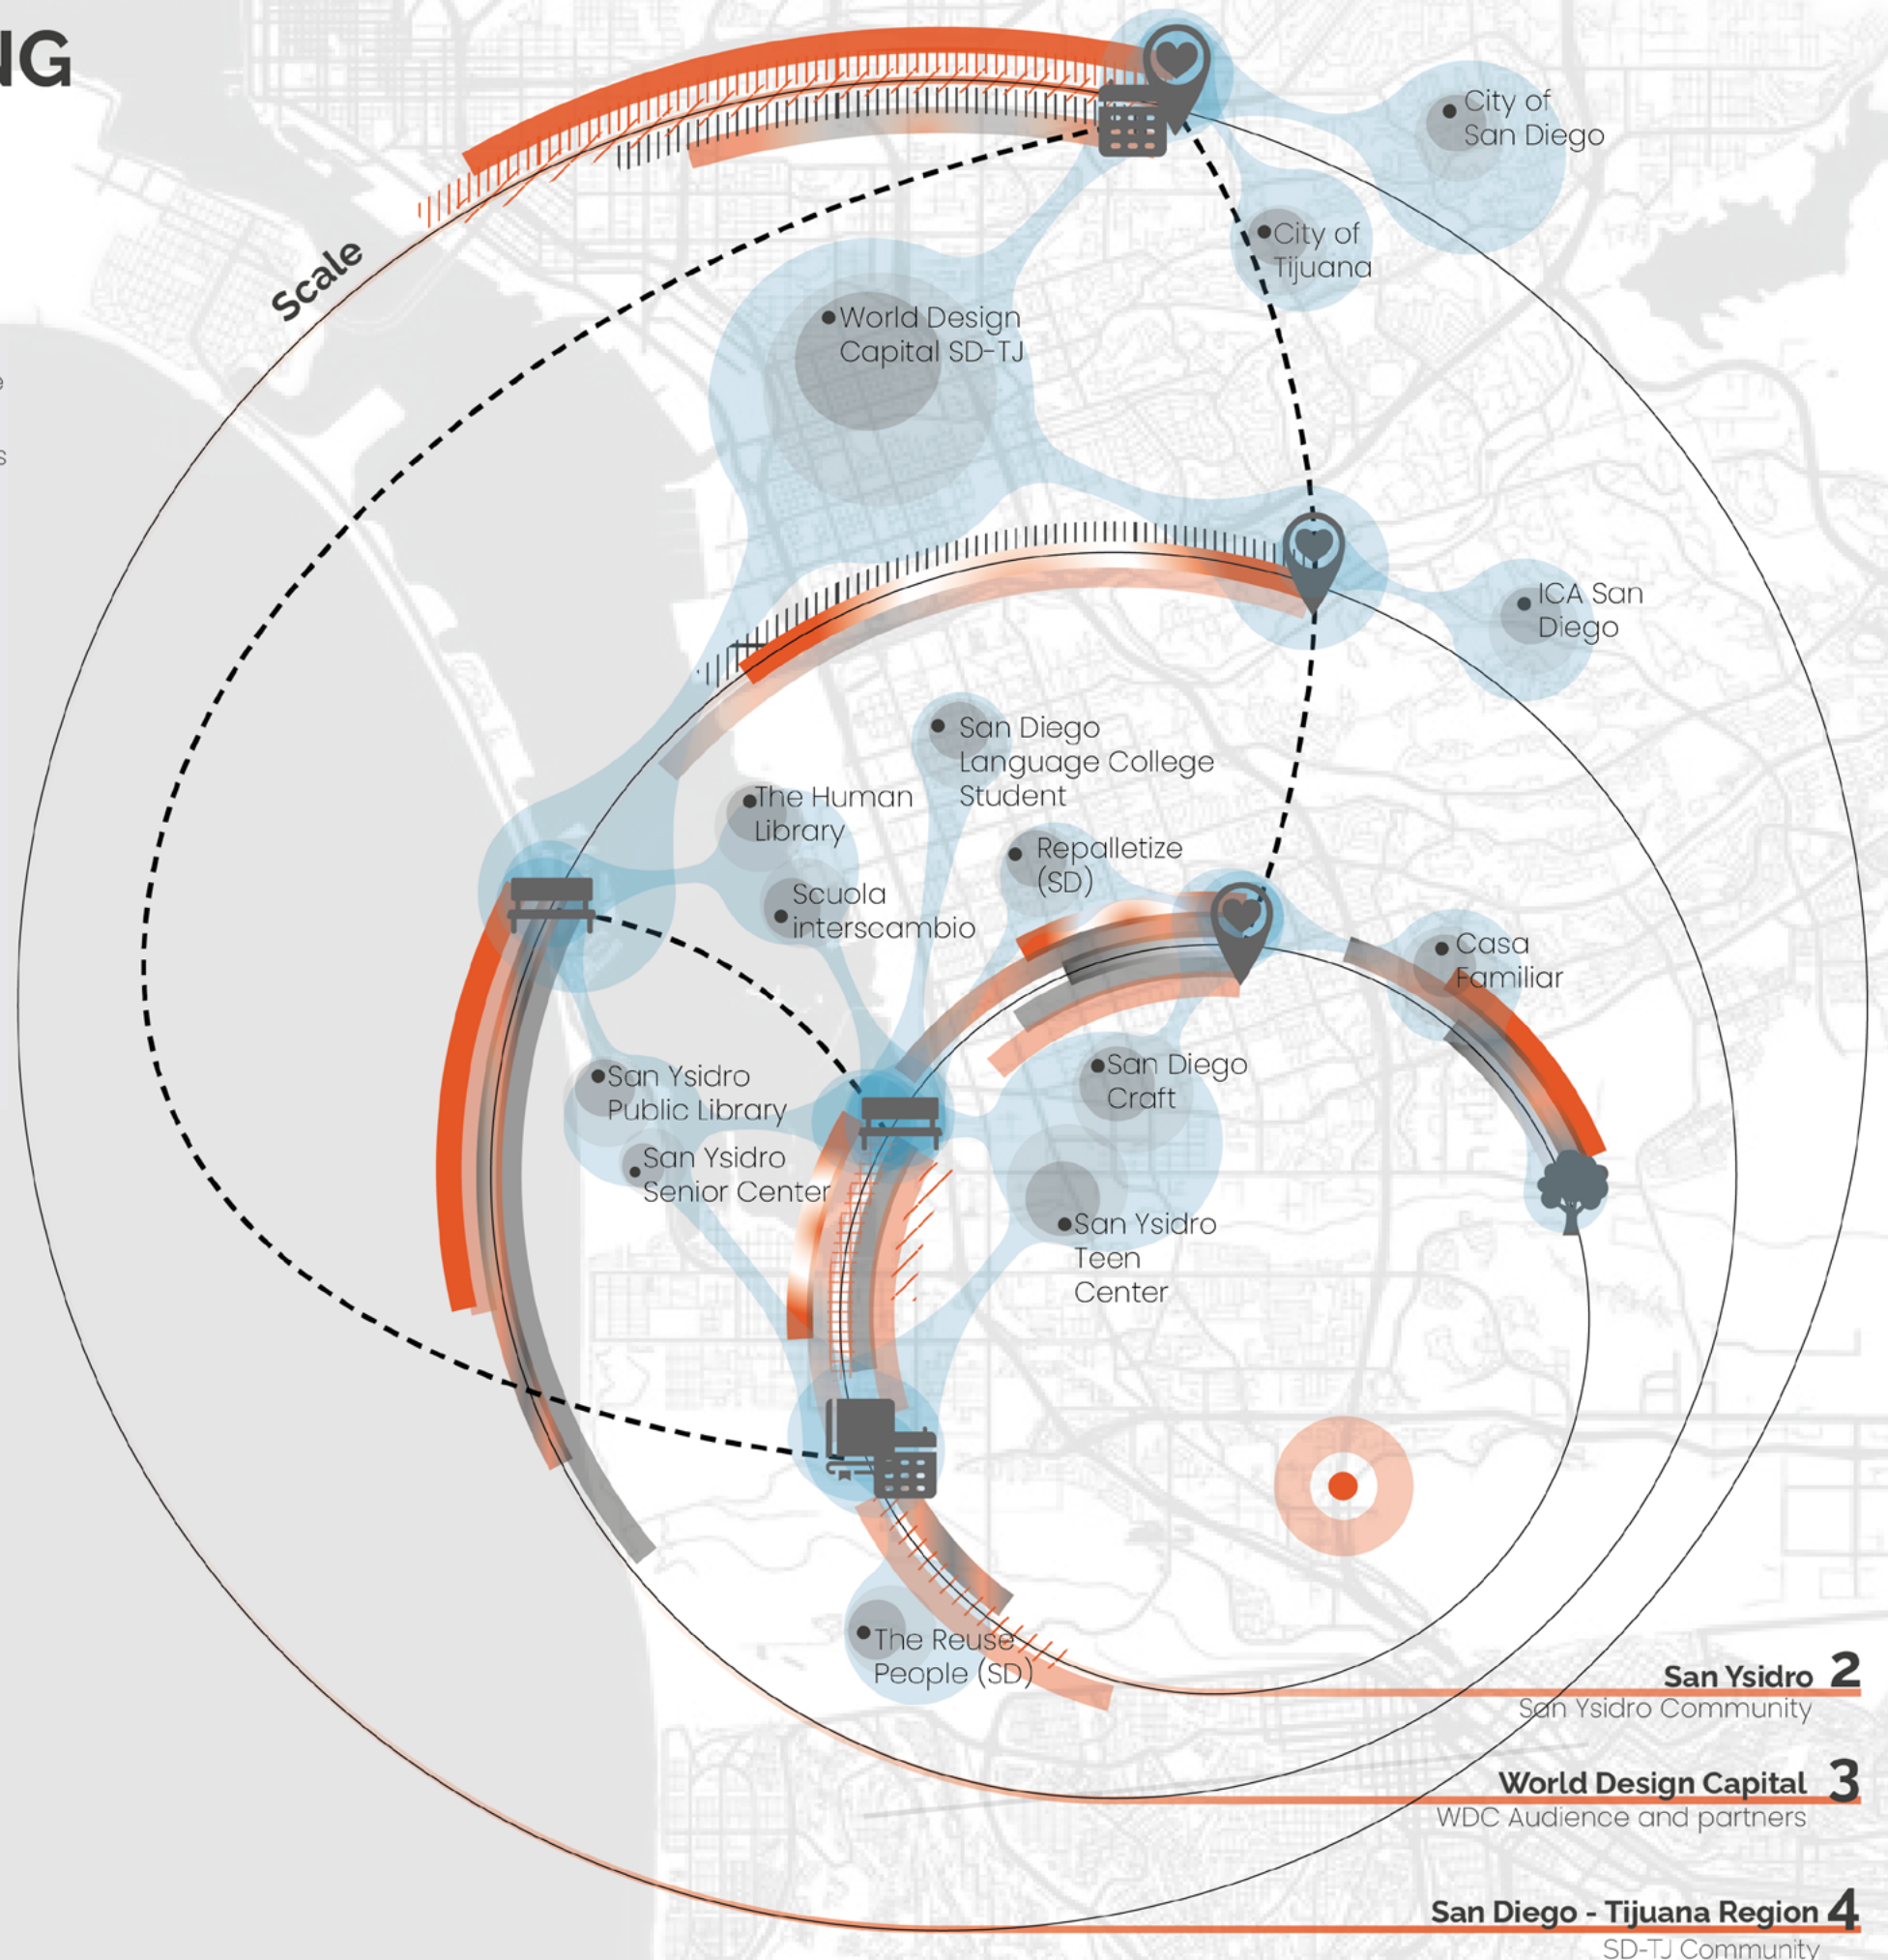 NG
City of
San Diego
City of
Tijuana
Scale
World Design
Capital SD-TJ
e
s
ICA San
Diego
San Diego
Language College
Student
The Human
Library
Repalletize
(SD)
Scuola
interscambio
Casa
Familiar
San Diego
Craft
San Ysidro
Public Library
San Ysidro
Senior Center
San Ysidro
Teen
Center
The Reuse
People (SD)
San Ysidro 2
San Ysidro Community
World Design Capital 3
WDC Audience and partners
San Diego - Tijuana Region 4
SD-TJ Community